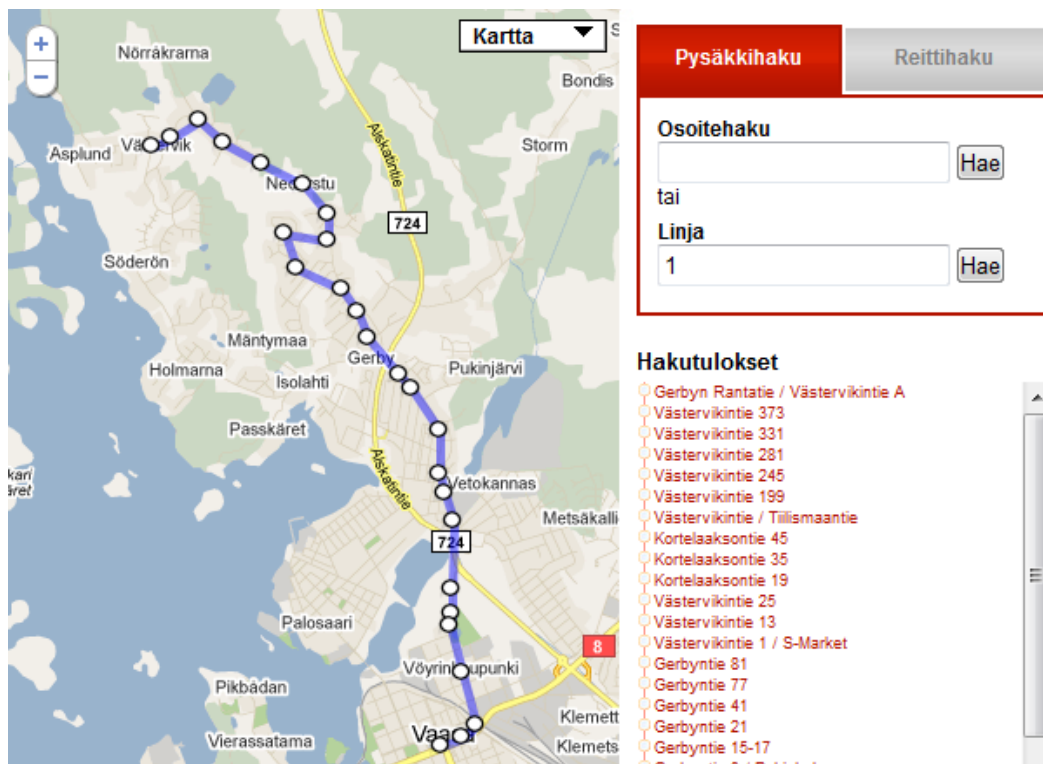 Kartta
+
−
Nörråkrarna
Bondis
Alskatintie
Asplund
Storm
724
Söderön
Mäntymaa
Gerby
Pukinjärvi
Holmarna
Isolahti
Passkäret
Alskatintie
Vetokannas
Metsäkalli
724
Palosaari
8
Pikbådan
Klemett
Vierassatama
Klemets
Pysäkkihaku
Reittihaku
Osoitehaku
Hae
tai
Linja
1
Hae
Hakutulokset
Gerbyn Rantatie / Västervikintie A
Västervikintie 373
Västervikintie 331
Västervikintie 281
Västervikintie 245
Västervikintie 199
Västervikintie / Tiilismaantie
Kortelaaksontie 45
Kortelaaksontie 35
Kortelaaksontie 19
Västervikintie 25
Västervikintie 13
Västervikintie 1 / S-Market
Gerbyntie 81
Gerbyntie 77
Gerbyntie 41
Gerbyntie 21
Gerbyntie 15-17